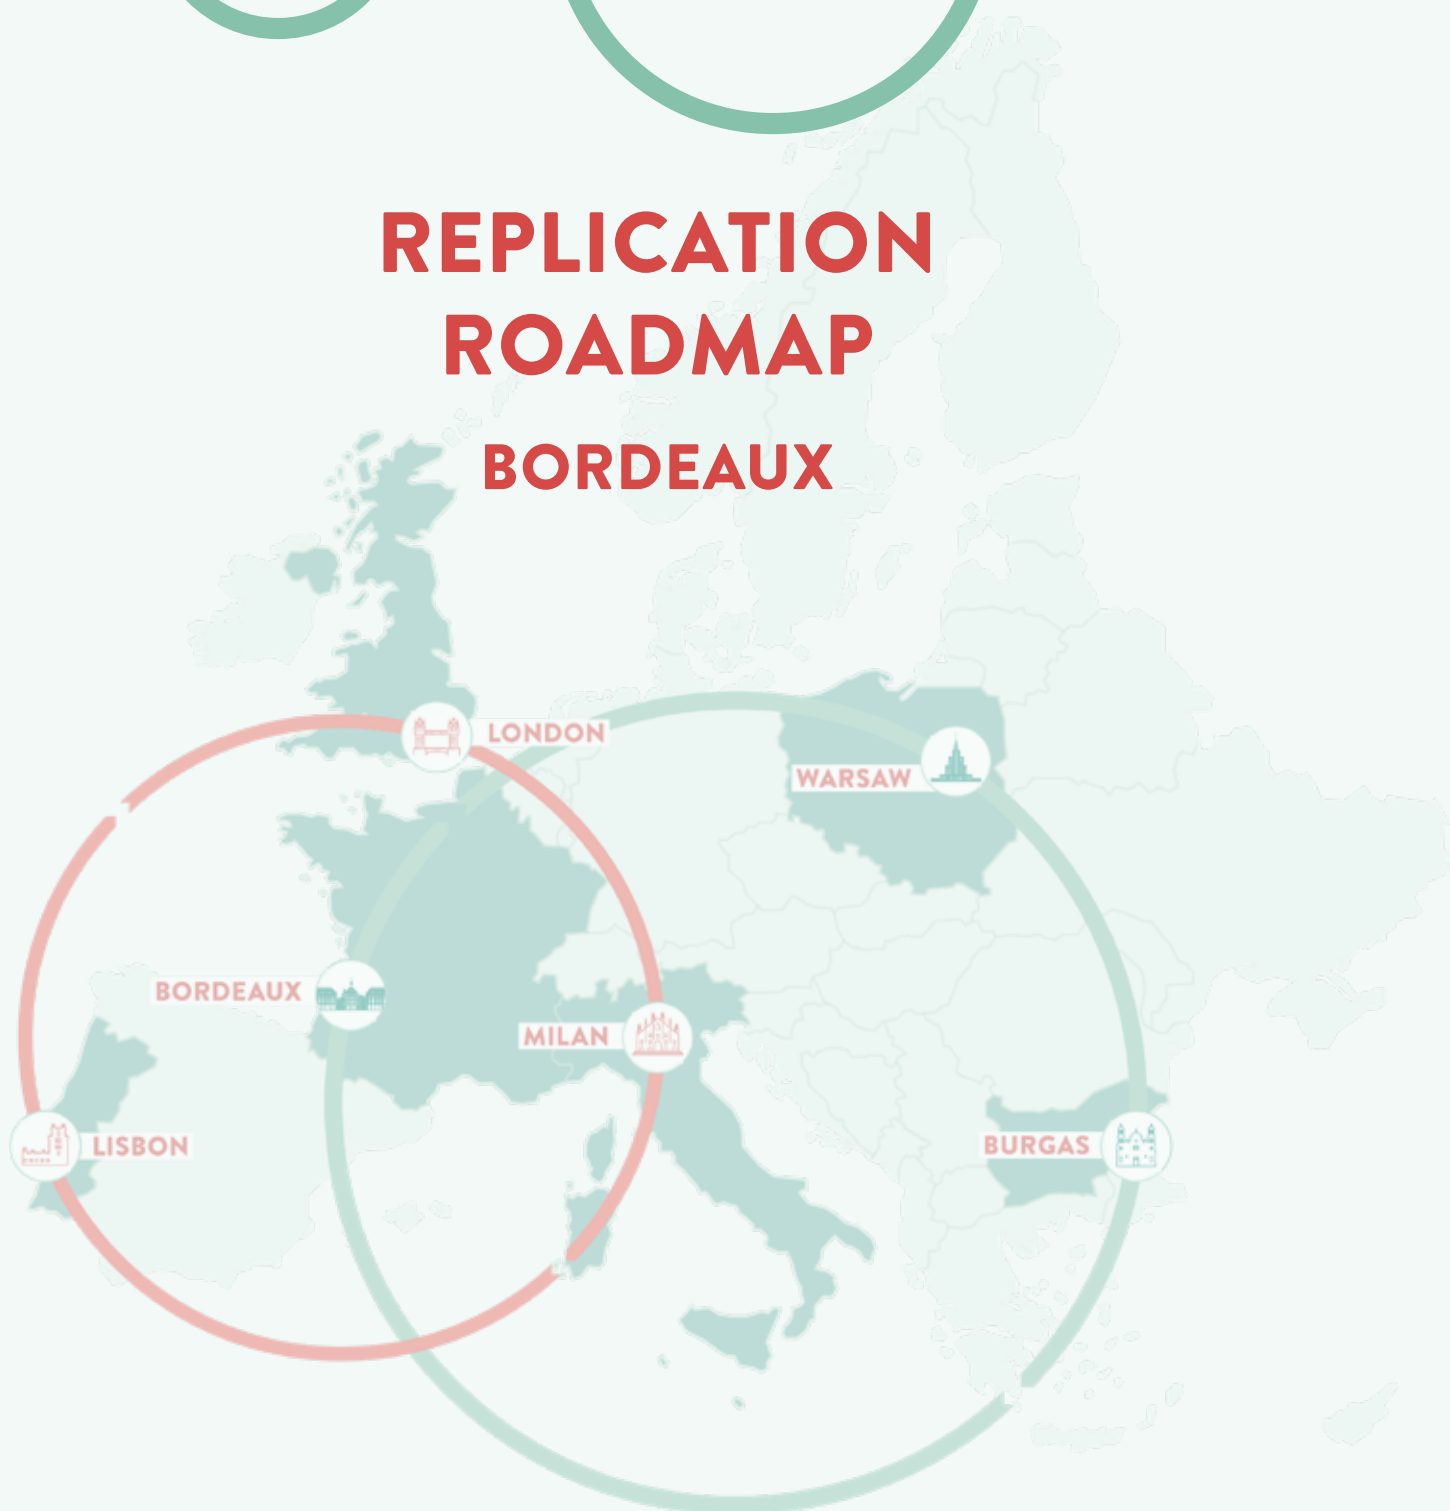 REPLICATION
ROADMAP
BORDEAUX
LONDON
WARSAW
BORDEAUX
MILAN
LISBON
BURGAS